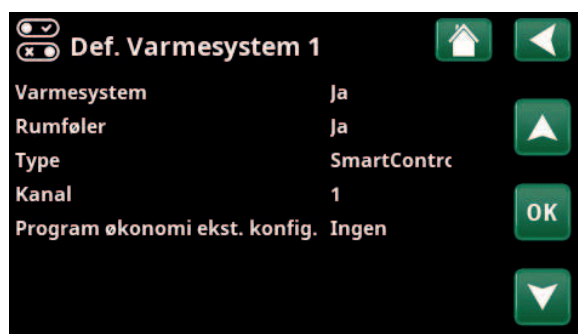 Def. Varmesystem 1
Varmesystem Ja
Rumføler Ja
Type SmartContrc
Kanal 1
Program økonomi ekst. konfig. Ingen
OK